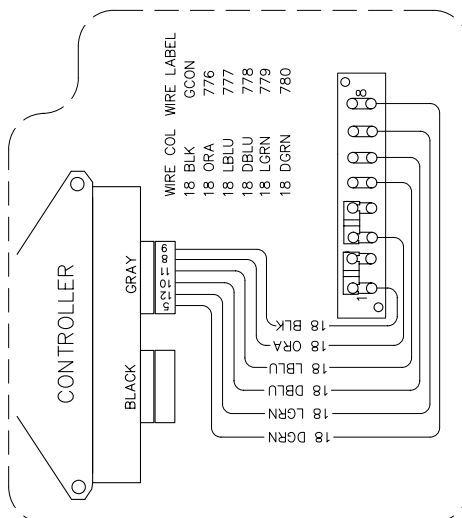 WIRE COL WIRE LABEL
18 BLK GCON
18 ORA 776
18 LBLU 777
18 DBLU 778
18 LGRN 779
18 DGRN 780
CONTROLLER
GRAY
BLACK
9
8
11
10
12
5
8
1
18 BLK
18 ORA
18 LBLU
18 DBLU
18 LGRN
18 DGRN